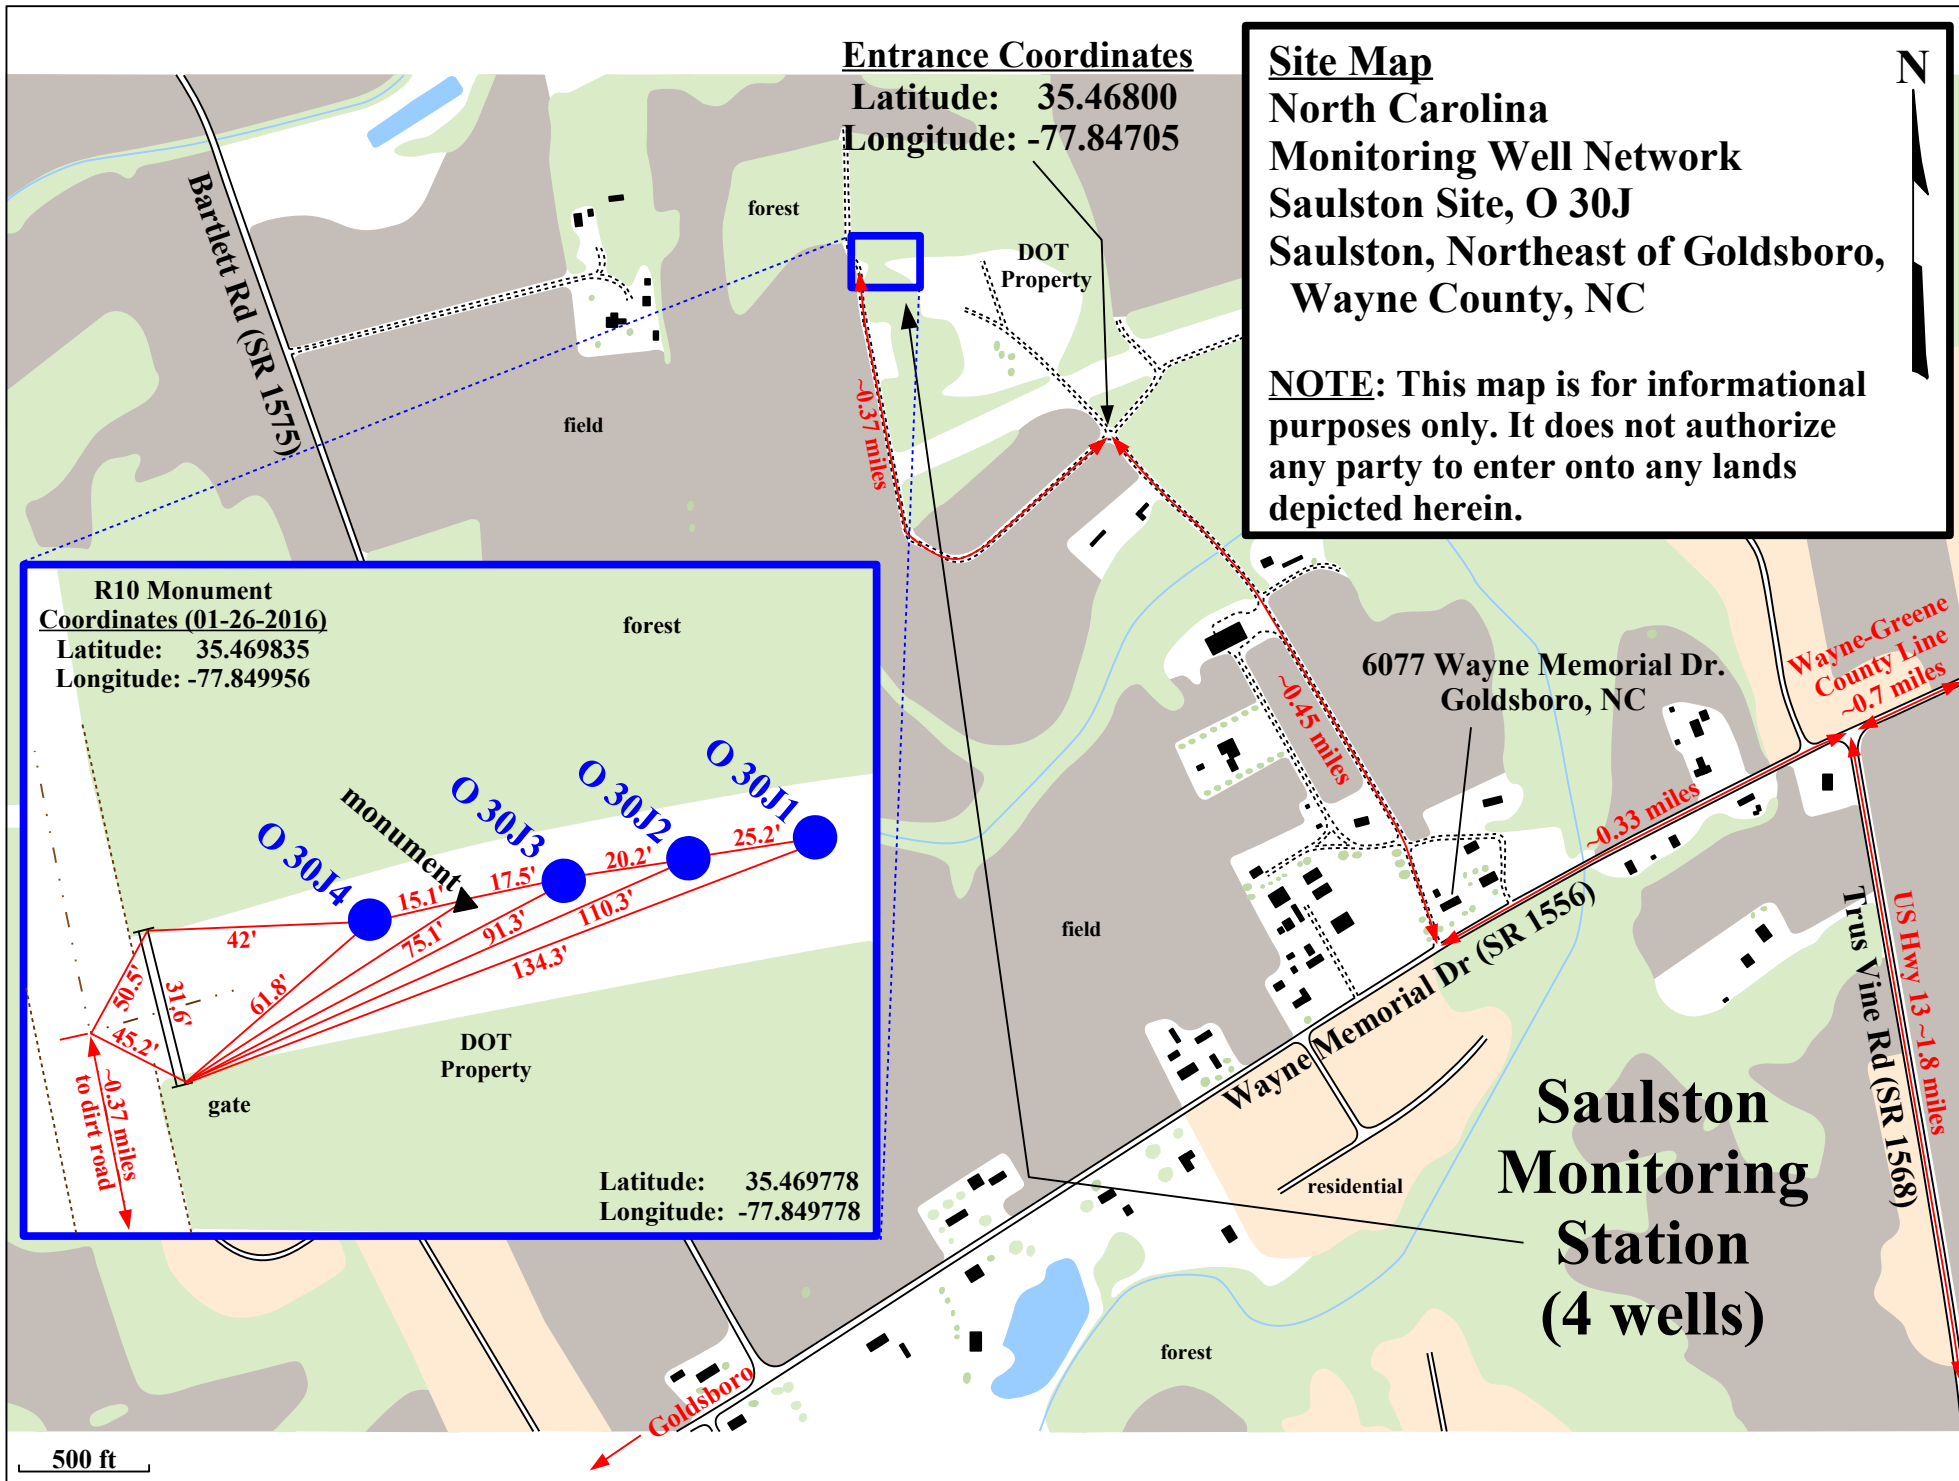 Entrance Coordinates
Latitude: 35.46800
Longitude: -77.84705
Site Map
North Carolina
Monitoring Well Network
Saulston Site, O 30J
Saulston, Northeast of Goldsboro,
Wayne County, NC
NOTE: This map is for informational
purposes only. It does not authorize
any party to enter onto any lands
depicted herein.
N
Bartlett Rd (SR 1575)
forest
DOT
Property
field
~0.37 miles
R10 Monument
Coordinates (01-26-2016)
Latitude: 35.469835
Longitude: -77.849956
forest
O 30J4
monument
O 30J3
O 30J2
O 30J1
15.1'
17.5'
20.2'
25.2'
42'
61.8'
75.1'
91.3'
110.3'
134.3'
50.5'
31.6'
45.2'
~0.37 miles
to dirt road
gate
DOT
Property
Latitude: 35.469778
Longitude: -77.849778
~0.45 miles
6077 Wayne Memorial Dr.
Goldsboro, NC
Wayne-Greene
County Line
~0.7 miles
~0.33 miles
field
Wayne Memorial Dr (SR 1556)
Trus Vine Rd (SR 1568)
US Hwy 13 ~1.8 miles
residential
Saulston
Monitoring
Station
(4 wells)
forest
Goldsboro
500 ft